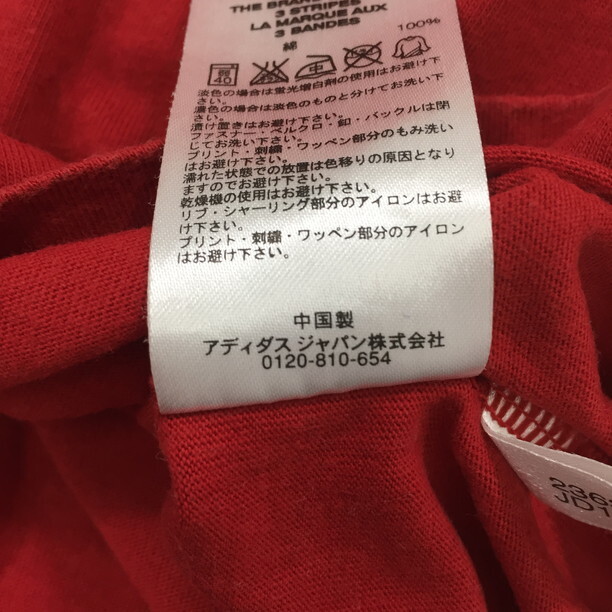 THE BRAN
3 STRIPES
LA MARQUE AUX
3 BANDES
綿 100%
弱
40
中
淡色の場合は蛍光増白剤の使用はお避け下
さい。
濃色の場合は淡色のものと分けてお洗い下
さい。
漬け置きはお避け下さい。
ファスナー・ベルクロ・釦・バックルは閉
じてお洗い下さい。
プリント・刺繍・ワッペン部分のもみ洗い
はお避け下さい。
濡れた状態での放置は色移りの原因となり
ますのでお避け下さい。
乾燥機の使用はお避け下さい。
リブ・シャーリング部分のアイロンはお避
け下さい。
プリント・刺繍・ワッペン部分のアイロン
はお避け下さい。
中国製
アディダス ジャパン株式会社
0120-810-654
236
JD1